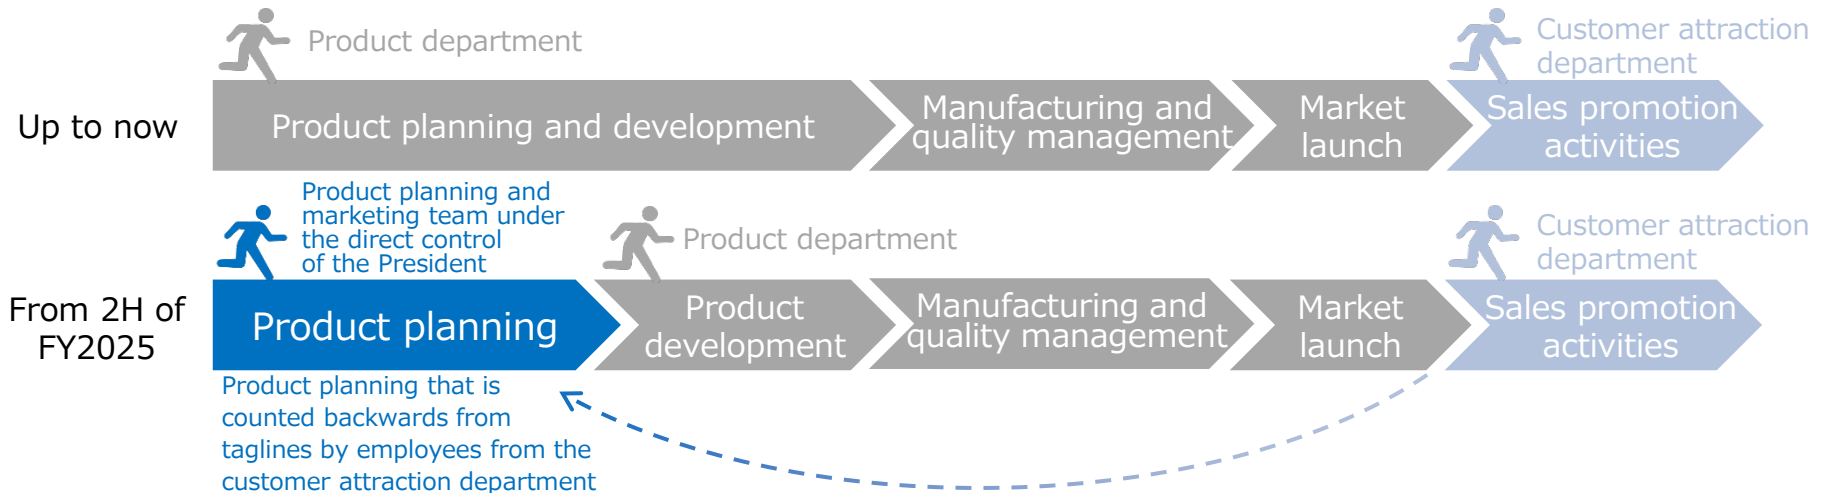 Product department
Customer attraction
department
Up to now
Product planning and development
Manufacturing and
quality management
Market
launch
Sales promotion
activities
Product planning and
marketing team under
the direct control
of the President
Product department
Customer attraction
department
From 2H of
FY2025
Product planning
Product
development
Manufacturing and
quality management
Market
launch
Sales promotion
activities
Product planning that is
counted backwards from
taglines by employees from the
customer attraction department